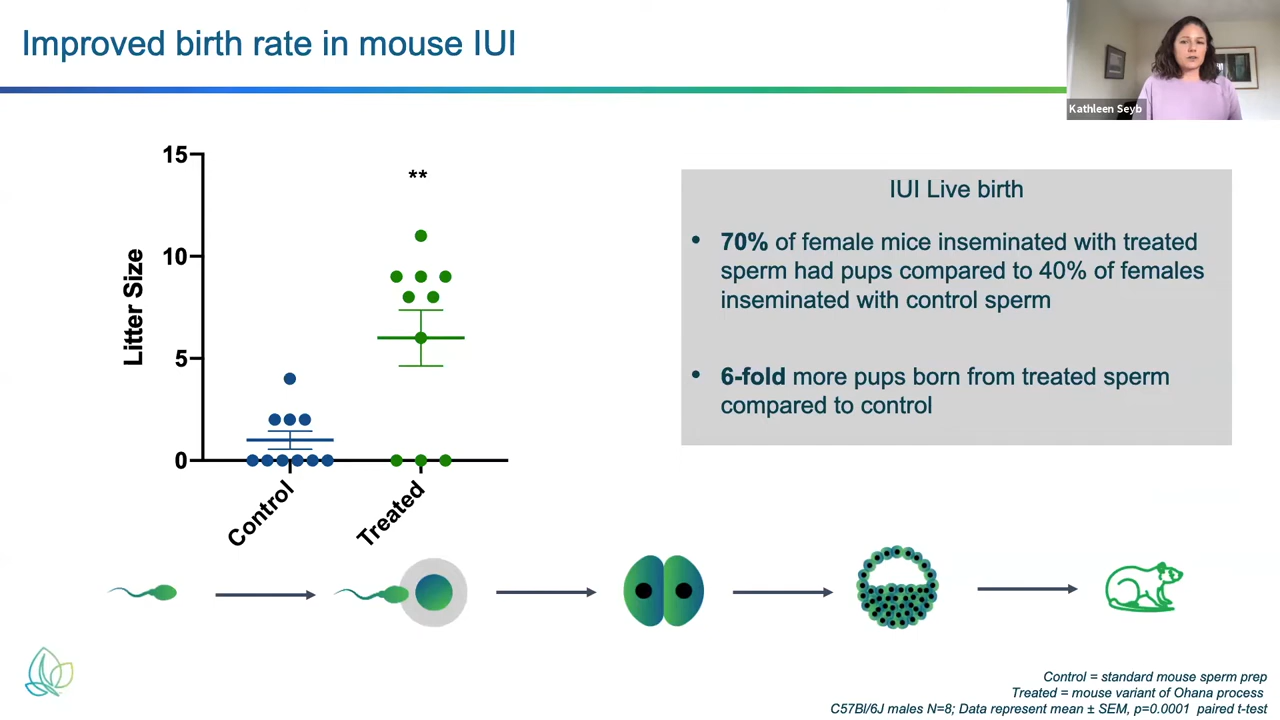 Improved birth rate in mouse IUI
Kathleen Seyb
15
10
5
0
Litter Size
**
Control
Treated
IUI Live birth
• 70% of female mice inseminated with treated
sperm had pups compared to 40% of females
inseminated with control sperm
• 6-fold more pups born from treated sperm
compared to control
Control = standard mouse sperm prep
Treated = mouse variant of Ohana process
C57Bl/6J males N=8; Data represent mean ± SEM, p=0.0001 paired t-test